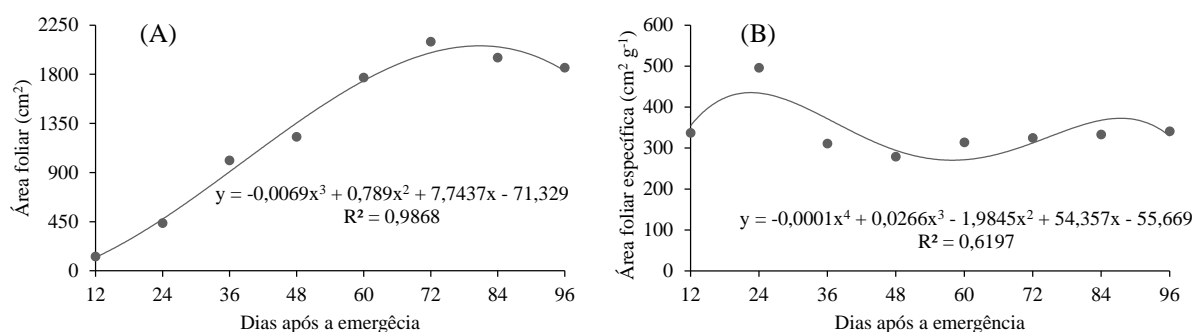 (A)
Área foliar (cm²)
2250
1800
1350
900
450
0
y = -0,0069x³ + 0,789x² + 7,7437x - 71,329
R² = 0,9868
12 24 36 48 60 72 84 96
Dias após a emergêcia
(B)
Área foliar específica (cm² g⁻¹)
600
500
400
300
200
100
0
y = -0,0001x⁴ + 0,0266x³ - 1,9845x² + 54,357x - 55,669
R² = 0,6197
12 24 36 48 60 72 84 96
Dias após a emergência